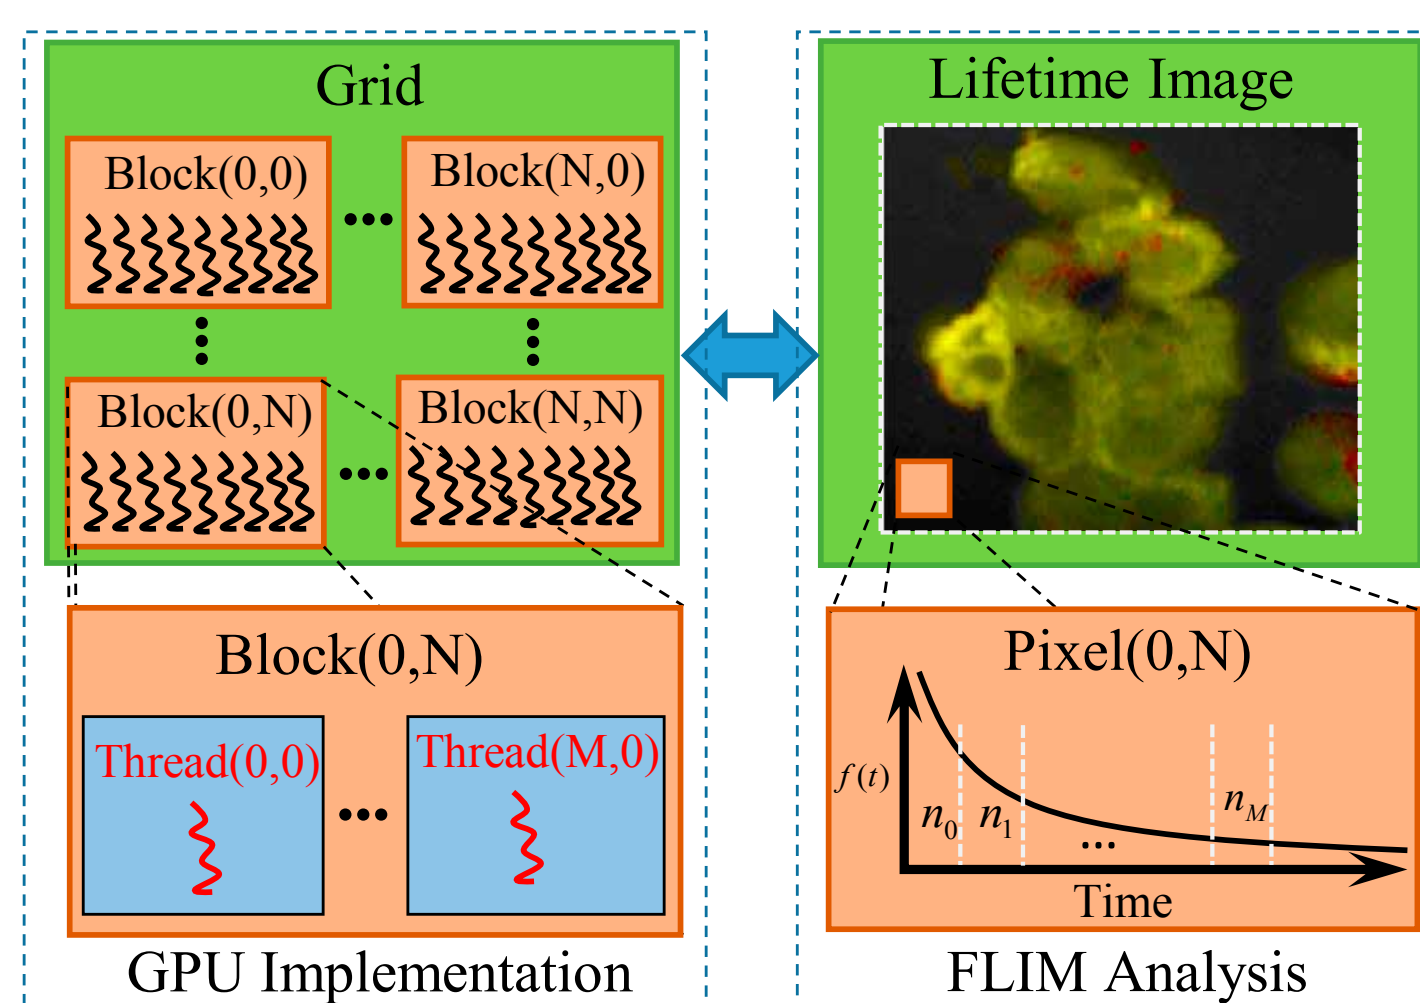 Grid
Block(0,0)
...
Block(N,0)
Block(0,N)
...
Block(N,N)
Block(0,N)
Thread(0,0)
...
Thread(M,0)
GPU Implementation
Lifetime Image
Pixel(0,N)
f(t)
n0
n1
...
nM
Time
FLIM Analysis